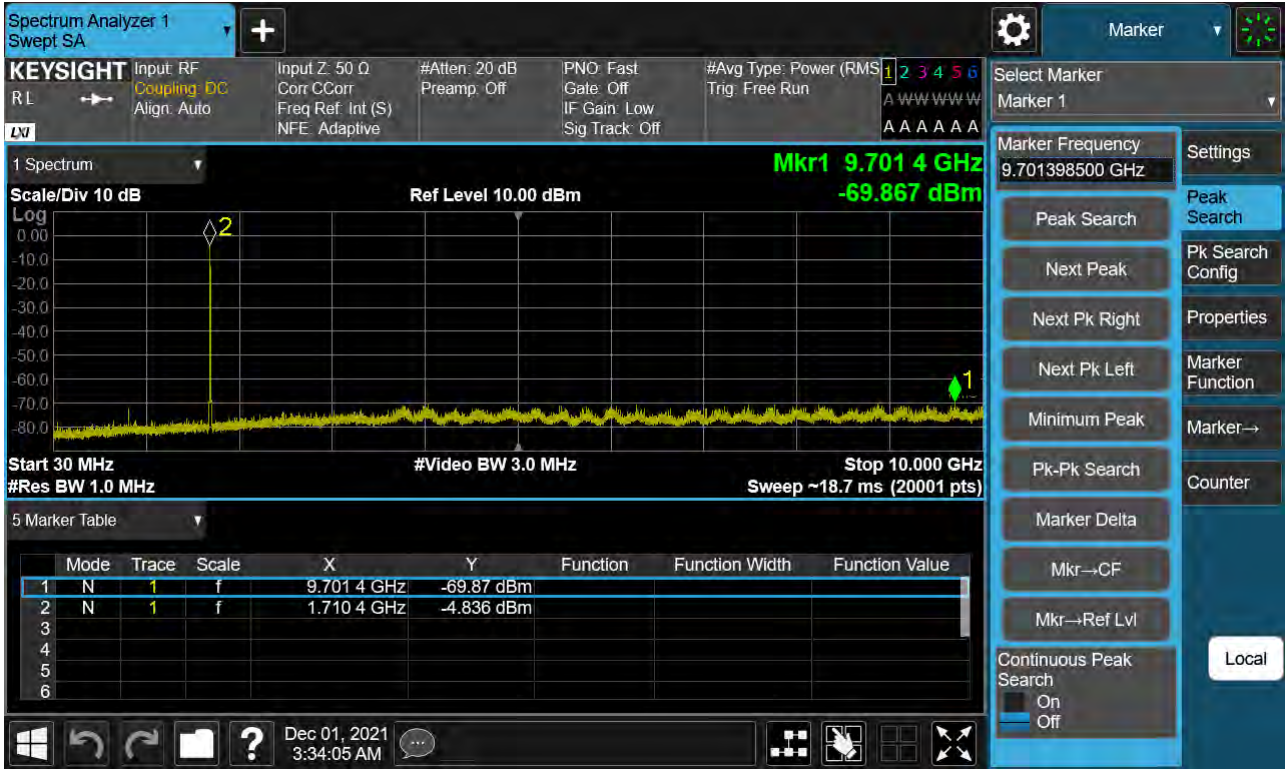 Spectrum Analyzer 1
Swept SA
Marker
KEYSIGHT
R L
LXI
Input: RF
Coupling: DC
Align: Auto
Input Z: 50 Ω
Corr CCorr
Freq Ref: Int (S)
NFE: Adaptive
#Atten: 20 dB
Preamp: Off
PNO: Fast
Gate: Off
IF Gain: Low
Sig Track: Off
#Avg Type: Power (RMS
Trig: Free Run
1 2 3 4 5 6
A W W W W W
A A A A A A
Select Marker
Marker 1
1 Spectrum
Mkr1 9.701 4 GHz
-69.867 dBm
Scale/Div 10 dB
Ref Level 10.00 dBm
Log
0.00
-10.0
-20.0
-30.0
-40.0
-50.0
-60.0
-70.0
-80.0
2
1
Start 30 MHz
#Video BW 3.0 MHz
Stop 10.000 GHz
#Res BW 1.0 MHz
Sweep ~18.7 ms (20001 pts)
5 Marker Table
Mode Trace Scale X Y Function Function Width Function Value
1 N 1 f 9.701 4 GHz -69.87 dBm
2 N 1 f 1.710 4 GHz -4.836 dBm
3
4
5
6
Marker Frequency
9.701398500 GHz
Peak Search
Next Peak
Next Pk Right
Next Pk Left
Minimum Peak
Pk-Pk Search
Marker Delta
Mkr→CF
Mkr→Ref Lvl
Continuous Peak
Search
On
Off
Settings
Peak
Search
Pk Search
Config
Properties
Marker
Function
Marker→
Counter
Local
?
Dec 01, 2021
3:34:05 AM